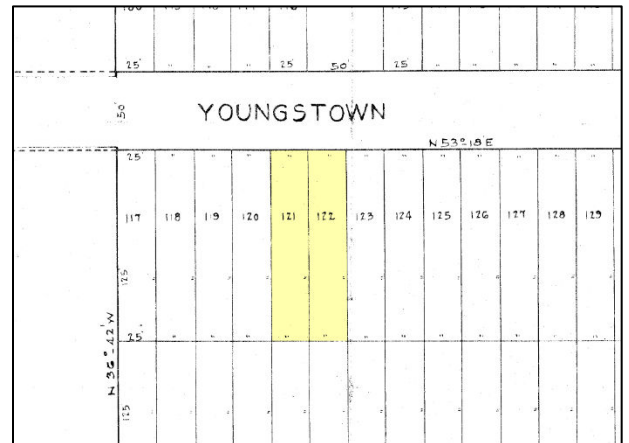 25' " " " 25' 50' 25' " " " " "
50'
YOUNGSTOWN
N 53°-18'E
25' " " " " " " " " " " " "
117 118 119 120 121 122 123 124 125 126 127 128 129
125
25' " " " " " " " " " " " "
N 36°-42'W
125